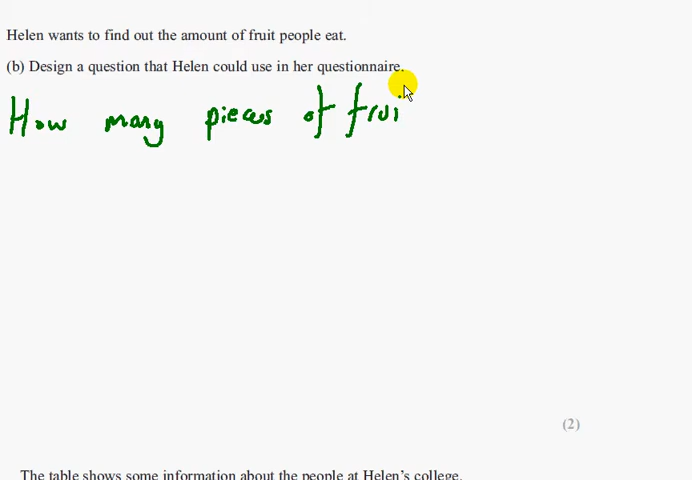 Helen wants to find out the amount of fruit people eat.
(b) Design a question that Helen could use in her questionnaire.
How many pieces of frui
(2)
The table shows some information about the people at Helen's college.